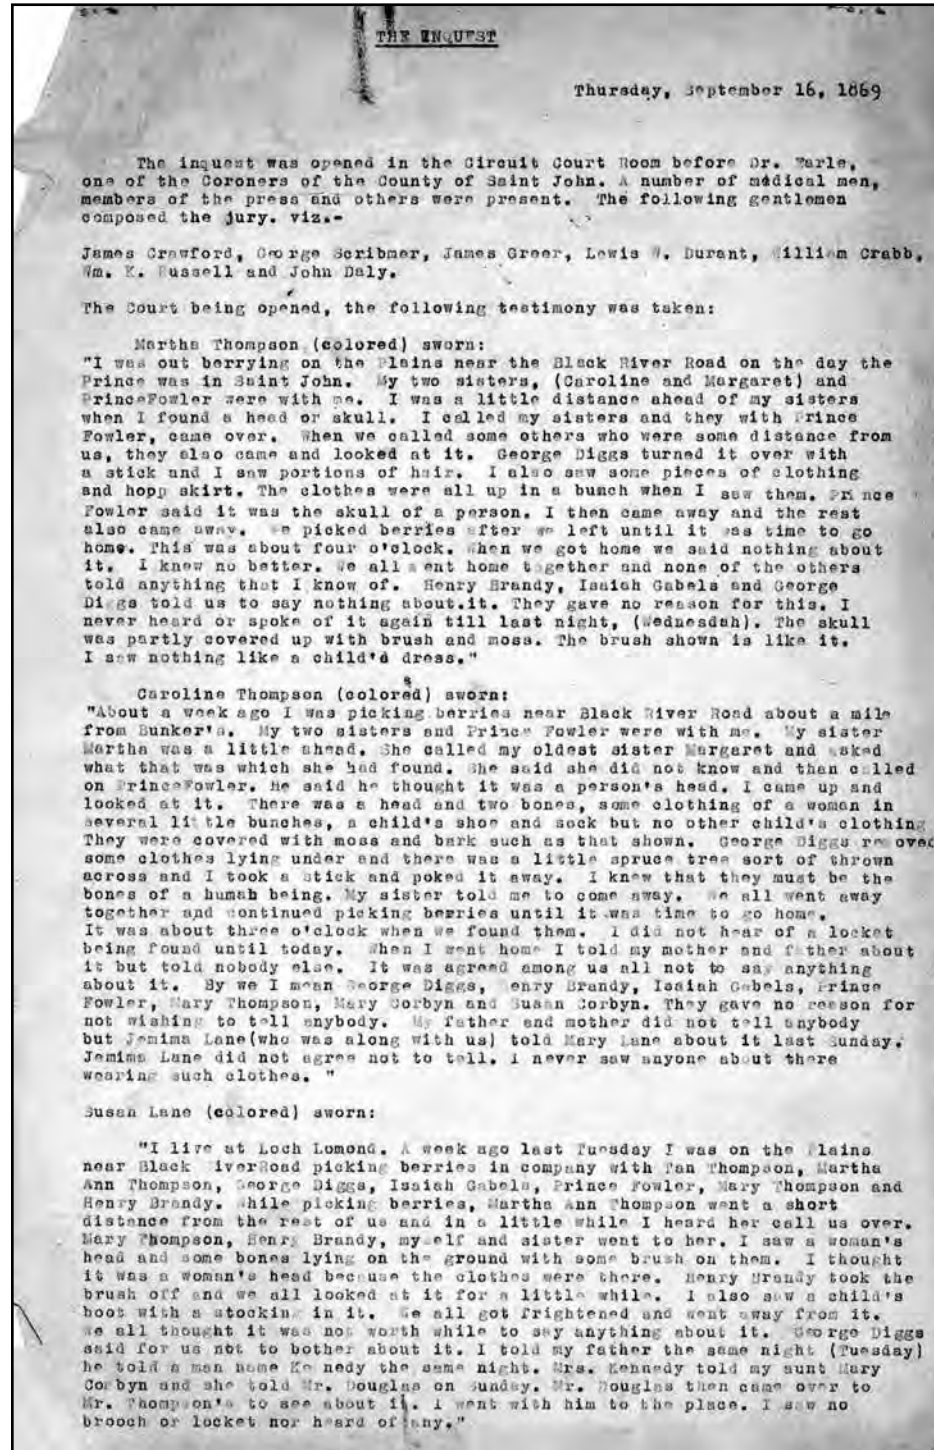 THE INQUEST
Thursday, September 16, 1869
The inquest was opened in the Circuit Court Room before Dr. Earle,
one of the Coroners of the County of Saint John. A number of medical men,
members of the press and others were present. The following gentlemen
composed the jury. viz.-
James Crawford, George Scribmer, James Greer, Lewis W. Durant, William Crabb,
Wm. K. Russell and John Daly.
The Court being opened, the following testimony was taken:
Martha Thompson (colored) sworn:
"I was out berrying on the Plains near the Black River Road on the day the
Prince was in Saint John. My two sisters, (Caroline and Margaret) and
PrinceFowler were with me. I was a little distance ahead of my sisters
when I found a head or skull. I called my sisters and they with Prince
Fowler, came over. When we called some others who were some distance from
us, they also came and looked at it. George Diggs turned it over with
a stick and I saw portions of hair. I also saw some pieces of clothing
and hopp skirt. The clothes were all up in a bunch when I saw them. Prince
Fowler said it was the skull of a person. I then came away and the rest
also came away. We picked berries after we left until it was time to go
home. This was about four o'clock. When we got home we said nothing about
it. I knew no better. We all went home together and none of the others
told anything that I know of. Henry Brandy, Isaiah Gabels and George
Diggs told us to say nothing about.it. They gave no reason for this. I
never heard or spoke of it again till last night, (Wednesdah). The skull
was partly covered up with brush and moss. The brush shown is like it.
I saw nothing like a child's dress."
Caroline Thompson (colored) sworn:
"About a week ago I was picking berries near Black River Road about a mile
from Bunker's. My two sisters and Prince Fowler were with me. My sister
Martha was a little ahead. She called my oldest sister Margaret and asked
what that was which she had found. She said she did not know and then called
on PrinceFowler. He said he thought it was a person's head. I came up and
looked at it. There was a head and two bones, some clothing of a woman in
several little bunches, a child's shoe and sock but no other child's clothing
They were covered with moss and bark such as that shown. George Diggs removed
some clothes lying under and there was a little spruce tree sort of thrown
across and I took a stick and poked it away. I knew that they must be the
bones of a humah being. My sister told me to come away. We all went away
together and continued picking berries until it was time to go home.
It was about three o'clock when we found them. I did not hear of a locket
being found until today. When I went home I told my mother and father about
it but told nobody else. It was agreed among us all not to say anything
about it. By we I mean George Diggs, Henry Brandy, Isaiah Gabels, Prince
Fowler, Mary Thompson, Mary Corbyn and Susan Corbyn. They gave no reason for
not wishing to tell anybody. My father and mother did not tell anybody
but Jemima Lane(who was along with us) told Mary Lane about it last Sunday.
Jemima Lane did not agree not to tell. I never saw anyone about there
wearing such clothes. "
Susan Lane (colored) sworn:
"I live at Loch Lomond. A week ago last Tuesday I was on the Plains
near Black RiverRoad picking berries in company with Tan Thompson, Martha
Ann Thompson, George Diggs, Isaiah Gabels, Prince Fowler, Mary Thompson and
Henry Brandy. While picking berries, Martha Ann Thompson went a short
distance from the rest of us and in a little while I heard her call us over.
Mary Thompson, Henry Brandy, myself and sister went to her. I saw a woman's
head and some bones lying on the ground with some brush on them. I thought
it was a woman's head because the clothes were there. Henry Brandy took the
brush off and we all looked at it for a little while. I also saw a child's
boot with a stocking in it. We all got frightened and went away from it.
We all thought it was not worth while to say anything about it. George Diggs
said for us not to bother about it. I told my father the same night (Tuesday)
he told a man name Kennedy the same night. Mrs. Kennedy told my aunt Mary
Corbyn and she told Mr. Douglas on Sunday. Mr. Douglas then came over to
Mr. Thompson's to see about it. I went with him to the place. I saw no
brooch or locket nor heard of any."